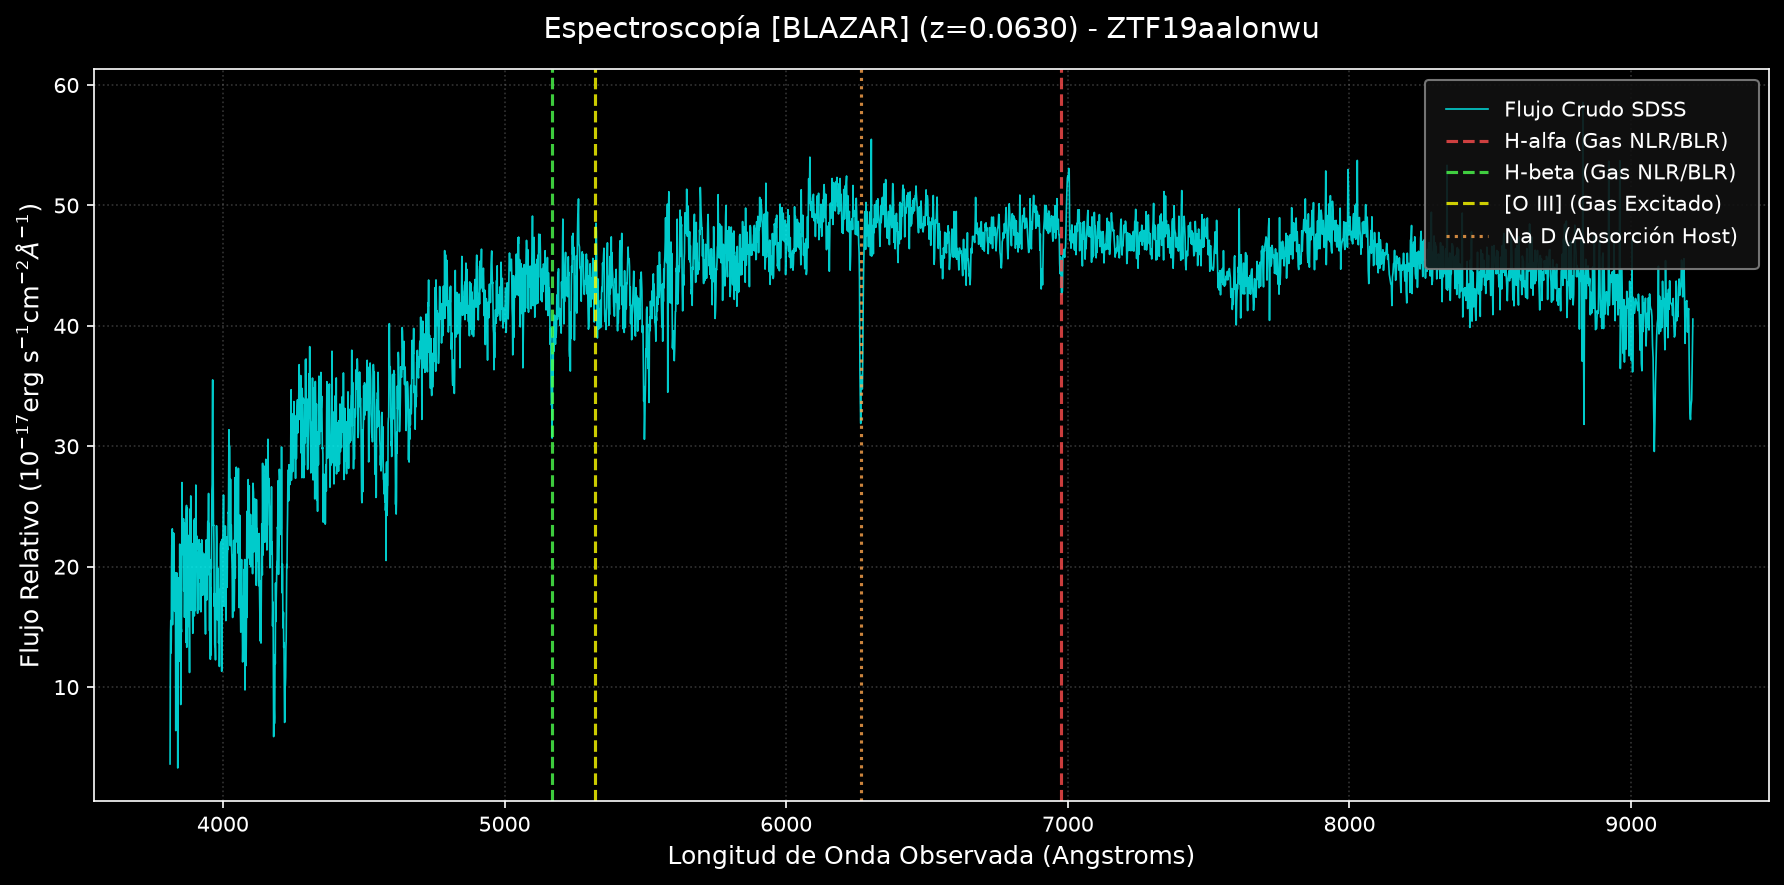 Espectroscopía [BLAZAR] (z=0.0630) - ZTF19aalonwu
Flujo Relativo (10⁻¹⁷erg s⁻¹cm⁻²Å⁻¹)
60
50
40
30
20
10
Flujo Crudo SDSS
H-alfa (Gas NLR/BLR)
H-beta (Gas NLR/BLR)
[O III] (Gas Excitado)
Na D (Absorción Host)
4000 5000 6000 7000 8000 9000
Longitud de Onda Observada (Angstroms)